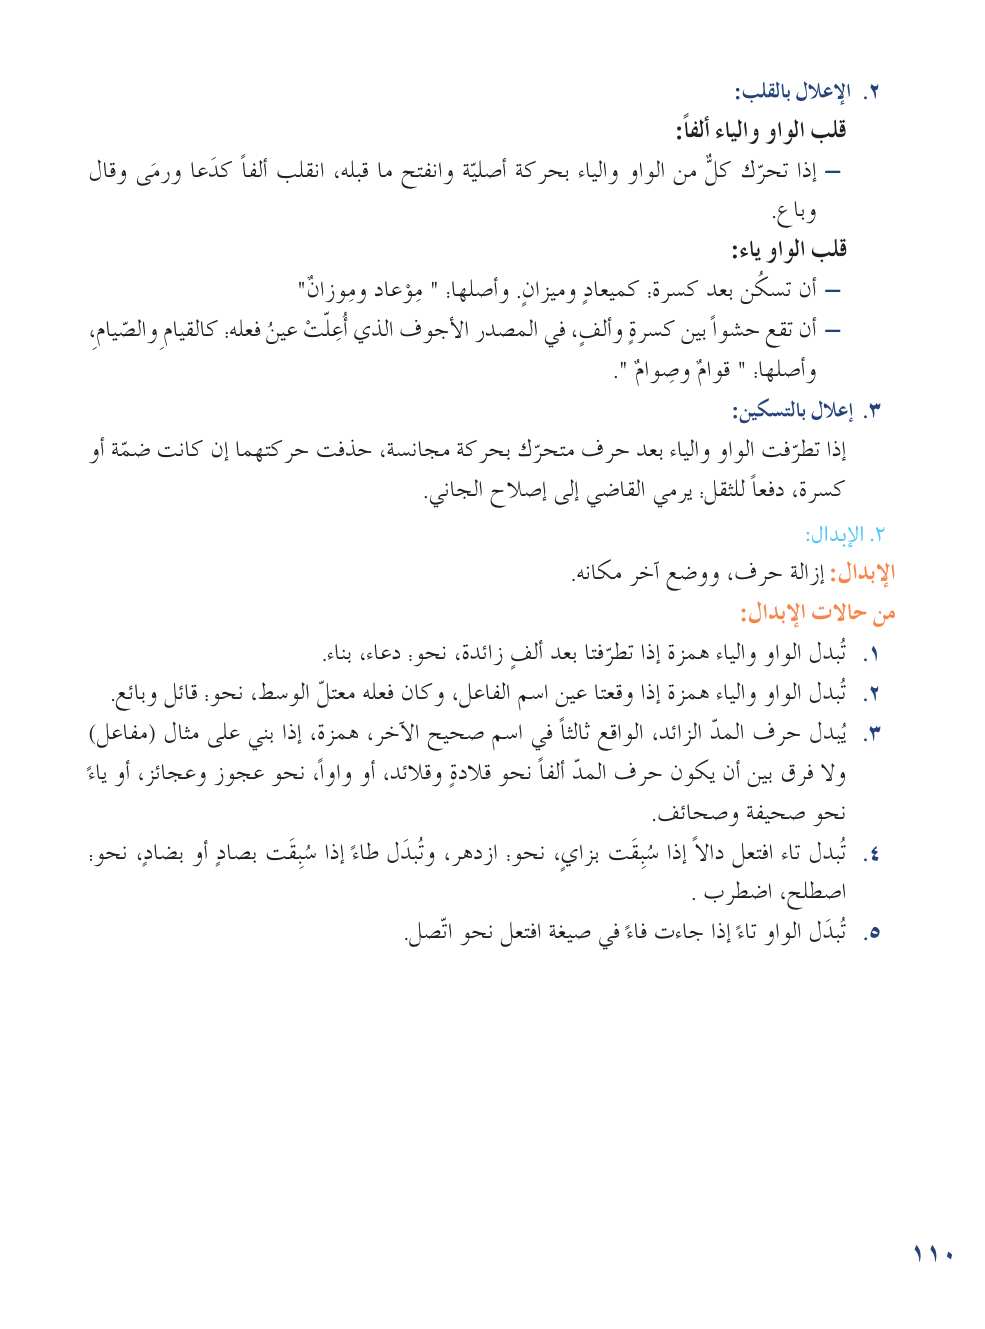 ٢. الإعلال بالقلب:
قلب الواو والياء ألفاً:
– إذا تحرّك كلٌّ من الواو والياء بحركة أصليّة وانفتح ما قبله، انقلب ألفاً كدَعا ورمَى وقال
وباع.
قلب الواو ياء:
– أن تسكُن بعد كسرة: كميعادٍ وميزانٍ. وأصلها: " مِوْعاد ومِوزانٌ"
– أن تقع حشواً بين كسرةٍ وألفٍ، في المصدر الأجوف الذي أُعِلّتْ عينُ فعله: كالقيامِ والصّيامِ،
وأصلها: " قوامٌ وصِوامٌ ".
٣. إعلال بالتسكين:
إذا تطرّفت الواو والياء بعد حرف متحرّك بحركة مجانسة، حذفت حركتهما إن كانت ضمّة أو
كسرة، دفعاً للثقل: يرمي القاضي إلى إصلاح الجاني.
٢. الإبدال:
الإبدال: إزالة حرف، ووضع آخر مكانه.
من حالات الإبدال:
١. تُبدل الواو والياء همزة إذا تطرّفتا بعد ألفٍ زائدة، نحو: دعاء، بناء.
٢. تُبدل الواو والياء همزة إذا وقعتا عين اسم الفاعل، وكان فعله معتلّ الوسط، نحو: قائل وبائع.
٣. يُبدل حرف المدّ الزائد، الواقع ثالثاً في اسم صحيح الآخر، همزة، إذا بني على مثال (مفاعل)
ولا فرق بين أن يكون حرف المدّ ألفاً نحو قلادةٍ وقلائد، أو واواً، نحو عجوز وعجائز، أو ياءً
نحو صحيفة وصحائف.
٤. تُبدل تاء افتعل دالاً إذا سُبِقَت بزايٍ، نحو: ازدهر، وتُبدَل طاءً إذا سُبِقَت بصادٍ أو بضادٍ، نحو:
اصطلح، اضطرب .
٥. تُبدَل الواو تاءً إذا جاءت فاءً في صيغة افتعل نحو اتّصل.
١١٠